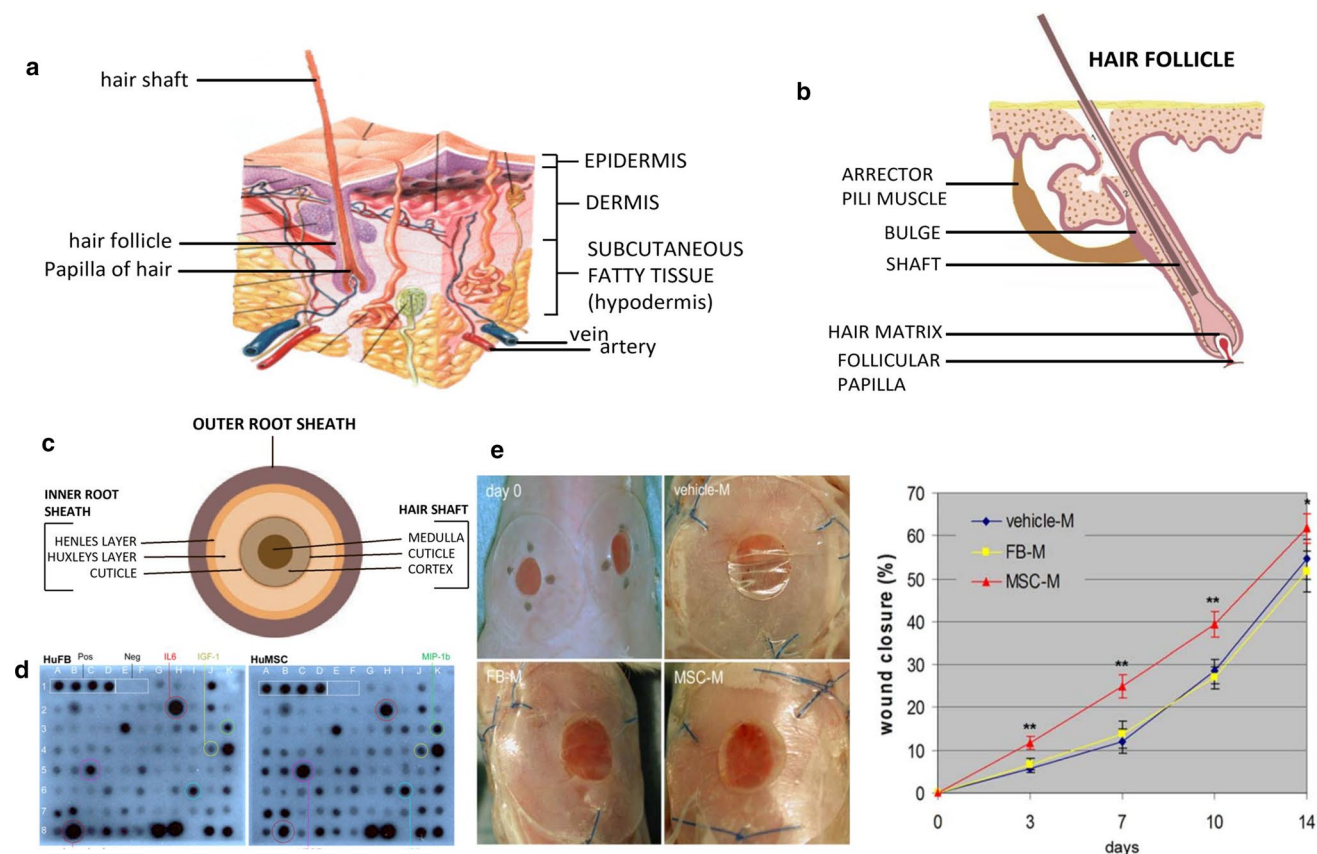 a
hair shaft
hair follicle
Papilla of hair
EPIDERMIS
DERMIS
SUBCUTANEOUS
FATTY TISSUE
(hypodermis)
vein
artery
b
HAIR FOLLICLE
ARRECTOR
PILI MUSCLE
BULGE
SHAFT
HAIR MATRIX
FOLLICULAR
PAPILLA
c
OUTER ROOT SHEATH
INNER ROOT
SHEATH
HENLES LAYER
HUXLEYS LAYER
CUTICLE
HAIR SHAFT
MEDULLA
CUTICLE
CORTEX
d
HuFB Pos Neg IL6 IGF-1
A B C D E F G H I J K
1
2
3
4
5
6
7
8
HuMSC MIP-1b
A B C D E F G H I J K
e
day 0
vehicle-M
FB-M
MSC-M
wound closure (%)
70
60
50
40
30
20
10
0
vehicle-M
FB-M
MSC-M
**
**
**
*
0 3 7 10 14
days